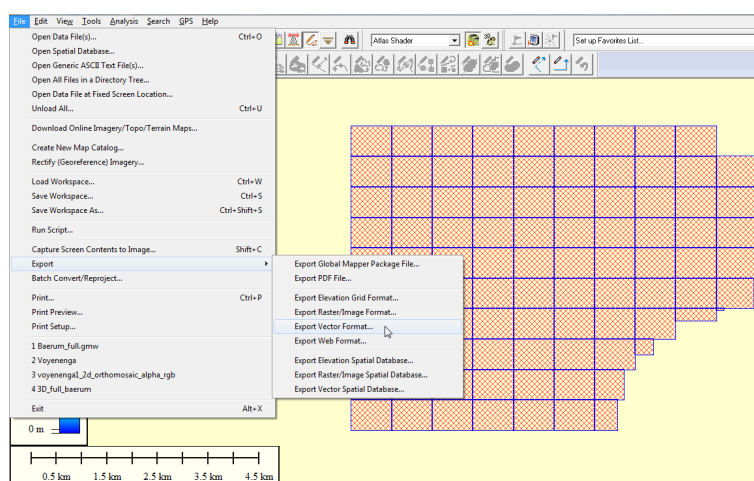 File Edit View Tools Analysis Search GPS Help
Open Data File(s)... Ctrl+O
Open Spatial Database...
Open Generic ASCII Text File(s)...
Open All Files in a Directory Tree...
Open Data File at Fixed Screen Location...
Unload All... Ctrl+U
Download Online Imagery/Topo/Terrain Maps...
Create New Map Catalog...
Rectify (Georeference) Imagery...
Load Workspace... Ctrl+W
Save Workspace... Ctrl+S
Save Workspace As... Ctrl+Shift+S
Run Script...
Capture Screen Contents to Image... Shift+C
Export
Batch Convert/Reproject...
Print... Ctrl+P
Print Preview...
Print Setup...
1 Baerum_full.gmw
2 Voyenenga
3 voyenenga1_2d_orthomosaic_alpha_rgb
4 3D_full_baerum
Exit Alt+X
Atlas Shader
Set up Favorites List...
Export Global Mapper Package File...
Export PDF File...
Export Elevation Grid Format...
Export Raster/Image Format...
Export Vector Format...
Export Web Format...
Export Elevation Spatial Database...
Export Raster/Image Spatial Database...
Export Vector Spatial Database...
0 m
0.5 km 1.5 km 2.5 km 3.5 km 4.5 km